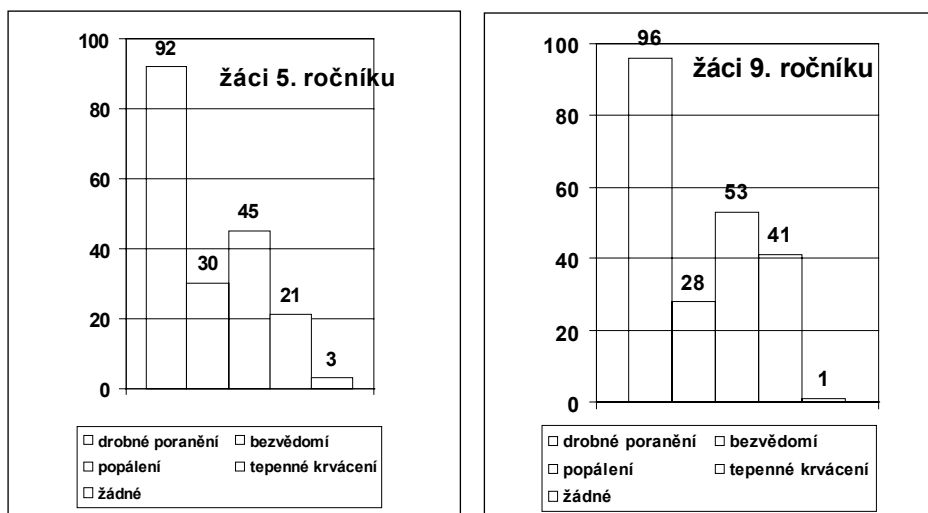 100
92
žáci 5. ročníku
80
60
45
40
30
21
20
3
0
drobné poranění bezvědomí
popálení tepenné krvácení
žádné
100
96
žáci 9. ročníku
80
60
53
41
40
28
20
1
0
drobné poranění bezvědomí
popálení tepenné krvácení
žádné